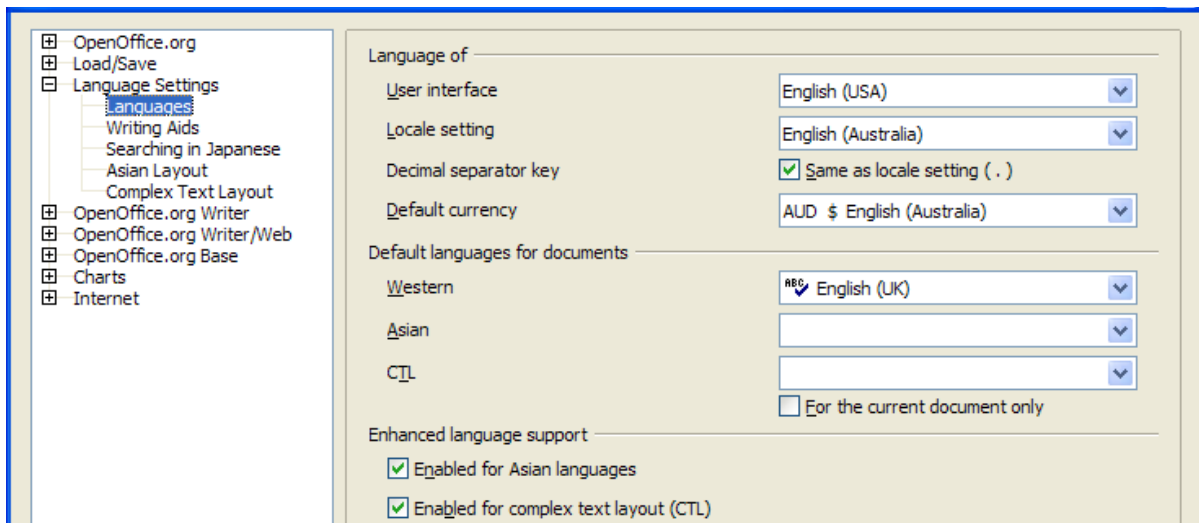 OpenOffice.org
Load/Save
Language Settings
Languages
Writing Aids
Searching in Japanese
Asian Layout
Complex Text Layout
OpenOffice.org Writer
OpenOffice.org Writer/Web
OpenOffice.org Base
Charts
Internet
Language of
User interface English (USA)
Locale setting English (Australia)
Decimal separator key Same as locale setting ( . )
Default currency AUD $ English (Australia)
Default languages for documents
Western ABC English (UK)
Asian
CTL
For the current document only
Enhanced language support
Enabled for Asian languages
Enabled for complex text layout (CTL)